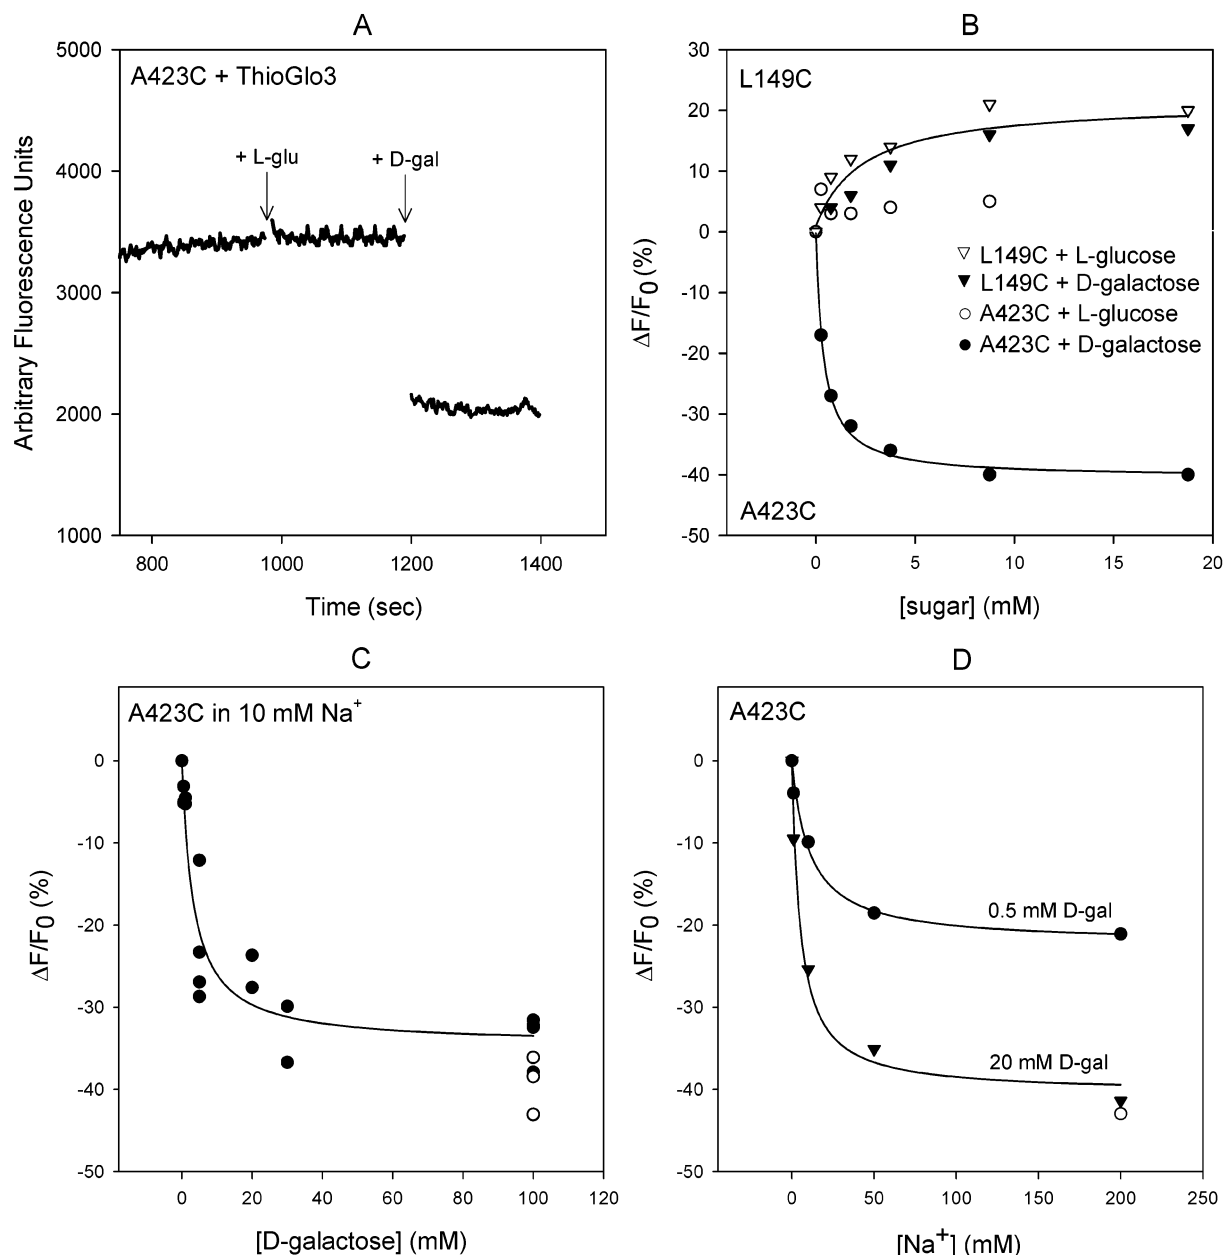 A
A423C + ThioGlo3
+ L-glu
+ D-gal
5000
4000
3000
2000
1000
Arbitrary Fluorescence Units
800
1000
1200
1400
Time (sec)
B
L149C
30
20
10
0
-10
-20
-30
-40
-50
ΔF/F0 (%)
L149C + L-glucose
L149C + D-galactose
A423C + L-glucose
A423C + D-galactose
A423C
0
5
10
15
20
[sugar] (mM)
C
A423C in 10 mM Na+
0
-10
-20
-30
-40
-50
ΔF/F0 (%)
0
20
40
60
80
100
120
[D-galactose] (mM)
D
A423C
0
-10
-20
-30
-40
-50
ΔF/F0 (%)
0.5 mM D-gal
20 mM D-gal
0
50
100
150
200
250
[Na+] (mM)